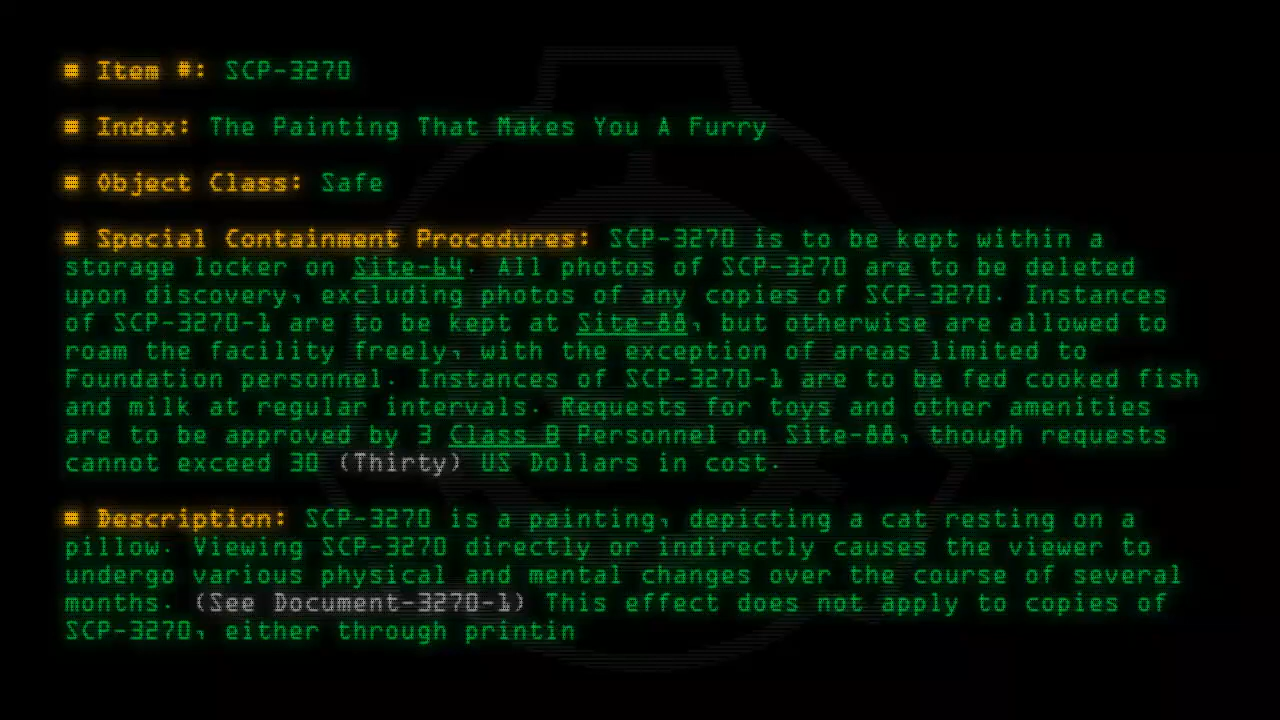 ■ Item #: SCP-3270
■ Index: The Painting That Makes You A Furry
■ Object Class: Safe
■ Special Containment Procedures: SCP-3270 is to be kept within a
storage locker on Site-64. All photos of SCP-3270 are to be deleted
upon discovery, excluding photos of any copies of SCP-3270. Instances
of SCP-3270-1 are to be kept at Site-88, but otherwise are allowed to
roam the facility freely, with the exception of areas limited to
Foundation personnel. Instances of SCP-3270-1 are to be fed cooked fish
and milk at regular intervals. Requests for toys and other amenities
are to be approved by 3 Class B Personnel on Site-88, though requests
cannot exceed 30 (Thirty) US Dollars in cost.
■ Description: SCP-3270 is a painting, depicting a cat resting on a
pillow. Viewing SCP-3270 directly or indirectly causes the viewer to
undergo various physical and mental changes over the course of several
months. (See Document-3270-1) This effect does not apply to copies of
SCP-3270, either through printin